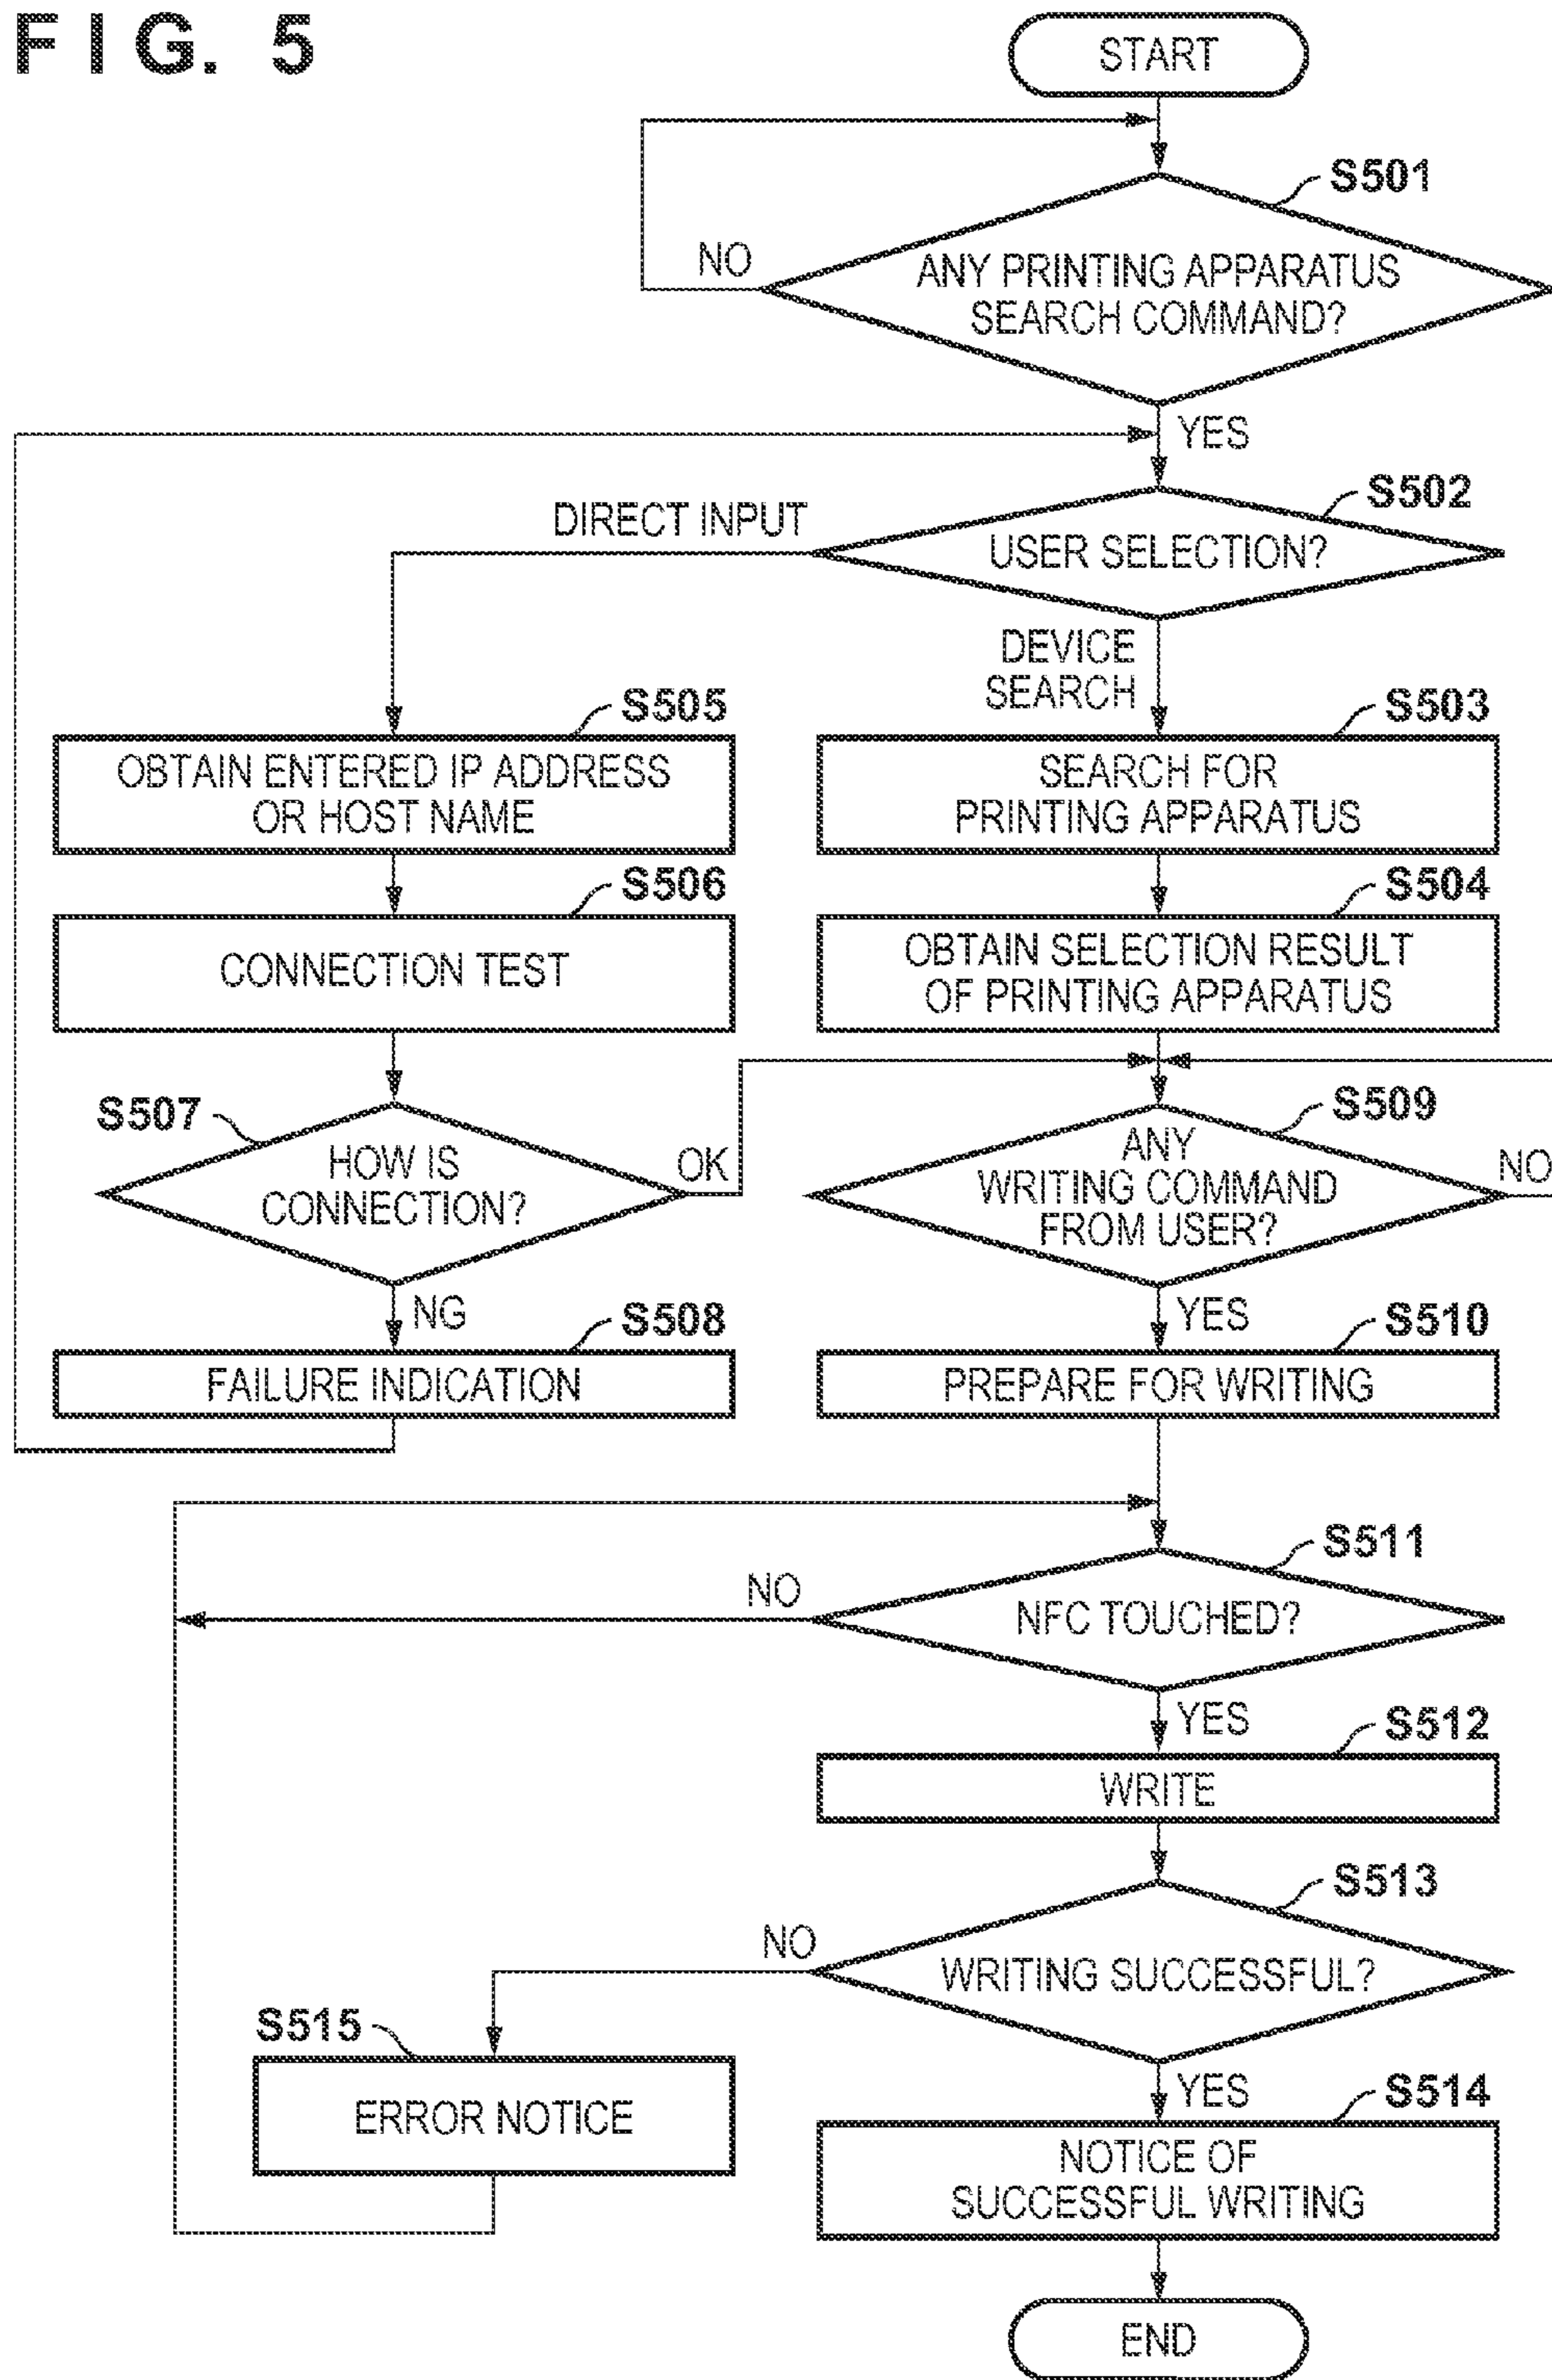 FIG. 5
START
S501
NO
ANY PRINTING APPARATUS
SEARCH COMMAND?
YES
S502
DIRECT INPUT
USER SELECTION?
DEVICE
SEARCH
S505
S503
OBTAIN ENTERED IP ADDRESS
OR HOST NAME
SEARCH FOR
PRINTING APPARATUS
S506
S504
CONNECTION TEST
OBTAIN SELECTION RESULT
OF PRINTING APPARATUS
S507
S509
HOW IS
CONNECTION?
OK
ANY
WRITING COMMAND
FROM USER?
NO
NG
S508
YES
S510
FAILURE INDICATION
PREPARE FOR WRITING
S511
NO
NFC TOUCHED?
YES
S512
WRITE
S513
NO
WRITING SUCCESSFUL?
S515
YES
S514
ERROR NOTICE
NOTICE OF
SUCCESSFUL WRITING
END